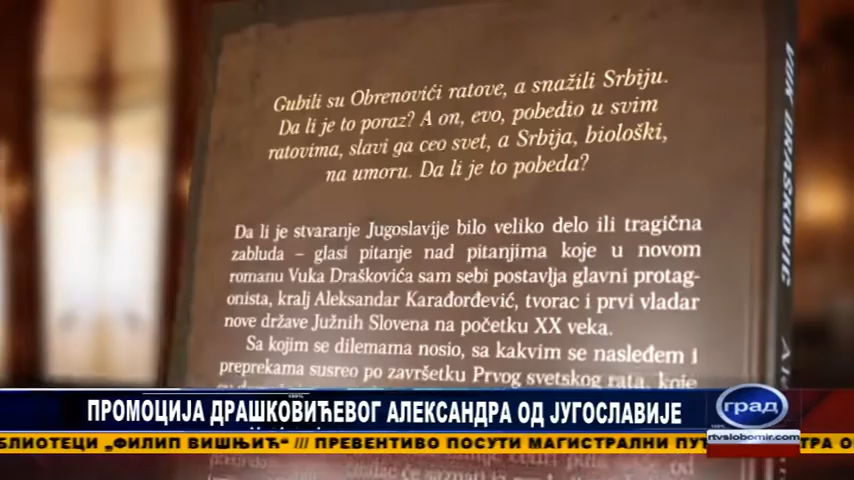 Gubili su Obrenovići ratove, a snažili Srbiju.
Da li je to poraz? A on, evo, pobedio u svim
ratovima, slavi ga ceo svet, a Srbija, biološki,
na umoru. Da li je to pobeda?
Da li je stvaranje Jugoslavije bilo veliko delo ili tragična
zabluda – glasi pitanje nad pitanjima koje u novom
romanu Vuka Draškovića sam sebi postavlja glavni protag-
onista, kralj Aleksandar Karađorđević, tvorac i prvi vladar
nove države Južnih Slovena na početku XX veka.
Sa kojim se dilemama nosio, sa kakvim se nasleđem i
preprekama susreo po završetku Prvog svetskog rata, koje
VUK DRAŠKOVIĆ
ПРОМОЦИЈА ДРАШКОВИЋЕВОГ АЛЕКСАНДРА ОД ЈУГОСЛАВИЈЕ
град
rtvslobomir.com
БЛИОТЕЦИ „ФИЛИП ВИШЊИЋ“ /// ПРЕВЕНТИВНО ПОСУТИ МАГИСТРАЛНИ ПУТ